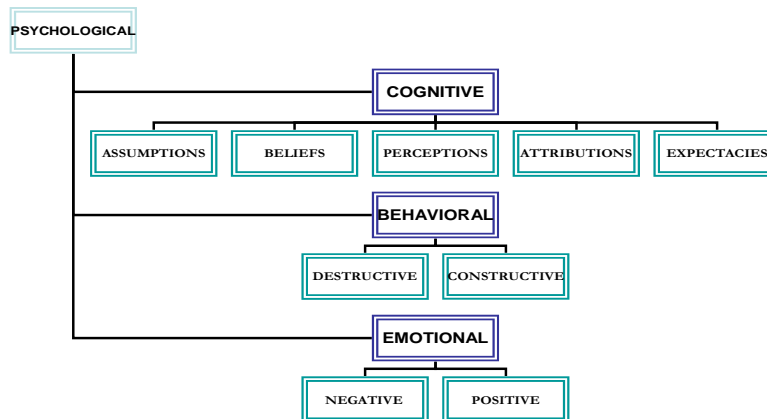 PSYCHOLOGICAL
COGNITIVE
ASSUMPTIONS
BELIEFS
PERCEPTIONS
ATTRIBUTIONS
EXPECTACIES
BEHAVIORAL
DESTRUCTIVE
CONSTRUCTIVE
EMOTIONAL
NEGATIVE
POSITIVE